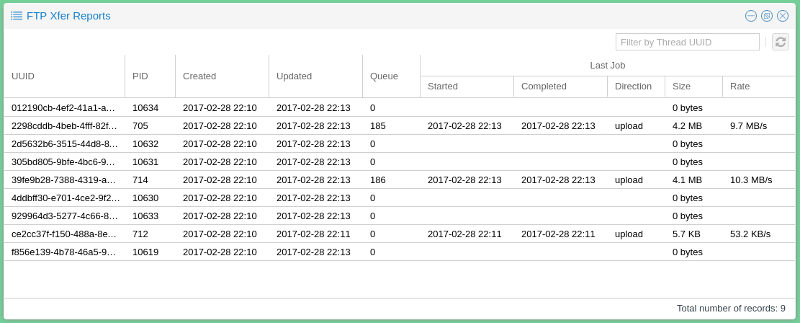 FTP Xfer Reports
Filter by Thread UUID
Last Job
UUID PID Created Updated Queue Started Completed Direction Size Rate
012190cb-4ef2-41a1-a… 10634 2017-02-28 22:10 2017-02-28 22:13 0 0 bytes
2298cddb-4beb-4fff-82f… 705 2017-02-28 22:10 2017-02-28 22:13 185 2017-02-28 22:13 2017-02-28 22:13 upload 4.2 MB 9.7 MB/s
2d5632b6-3515-44d8-8… 10632 2017-02-28 22:10 2017-02-28 22:13 0 0 bytes
305bd805-9bfe-4bc6-9… 10631 2017-02-28 22:10 2017-02-28 22:13 0 0 bytes
39fe9b28-7388-4319-a… 714 2017-02-28 22:10 2017-02-28 22:13 186 2017-02-28 22:13 2017-02-28 22:13 upload 4.1 MB 10.3 MB/s
4ddbff30-e701-4ce2-9f2… 10630 2017-02-28 22:10 2017-02-28 22:13 0 0 bytes
929964d3-5277-4c66-8… 10633 2017-02-28 22:10 2017-02-28 22:13 0 0 bytes
ce2cc37f-f150-488a-8e… 712 2017-02-28 22:10 2017-02-28 22:11 0 2017-02-28 22:11 2017-02-28 22:11 upload 5.7 KB 53.2 KB/s
f856e139-4b78-46a5-9… 10619 2017-02-28 22:10 2017-02-28 22:13 0 0 bytes
Total number of records: 9